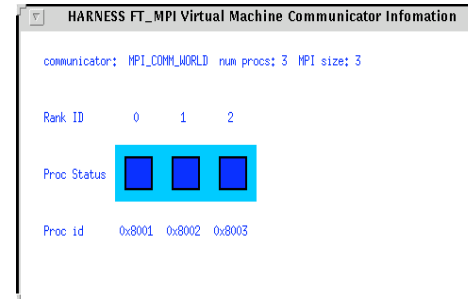 HARNESS FT_MPI Virtual Machine Communicator Infomation
communicator: MPI_COMM_WORLD num procs: 3 MPI size: 3
Rank ID 0 1 2
Proc Status
Proc id 0x8001 0x8002 0x8003